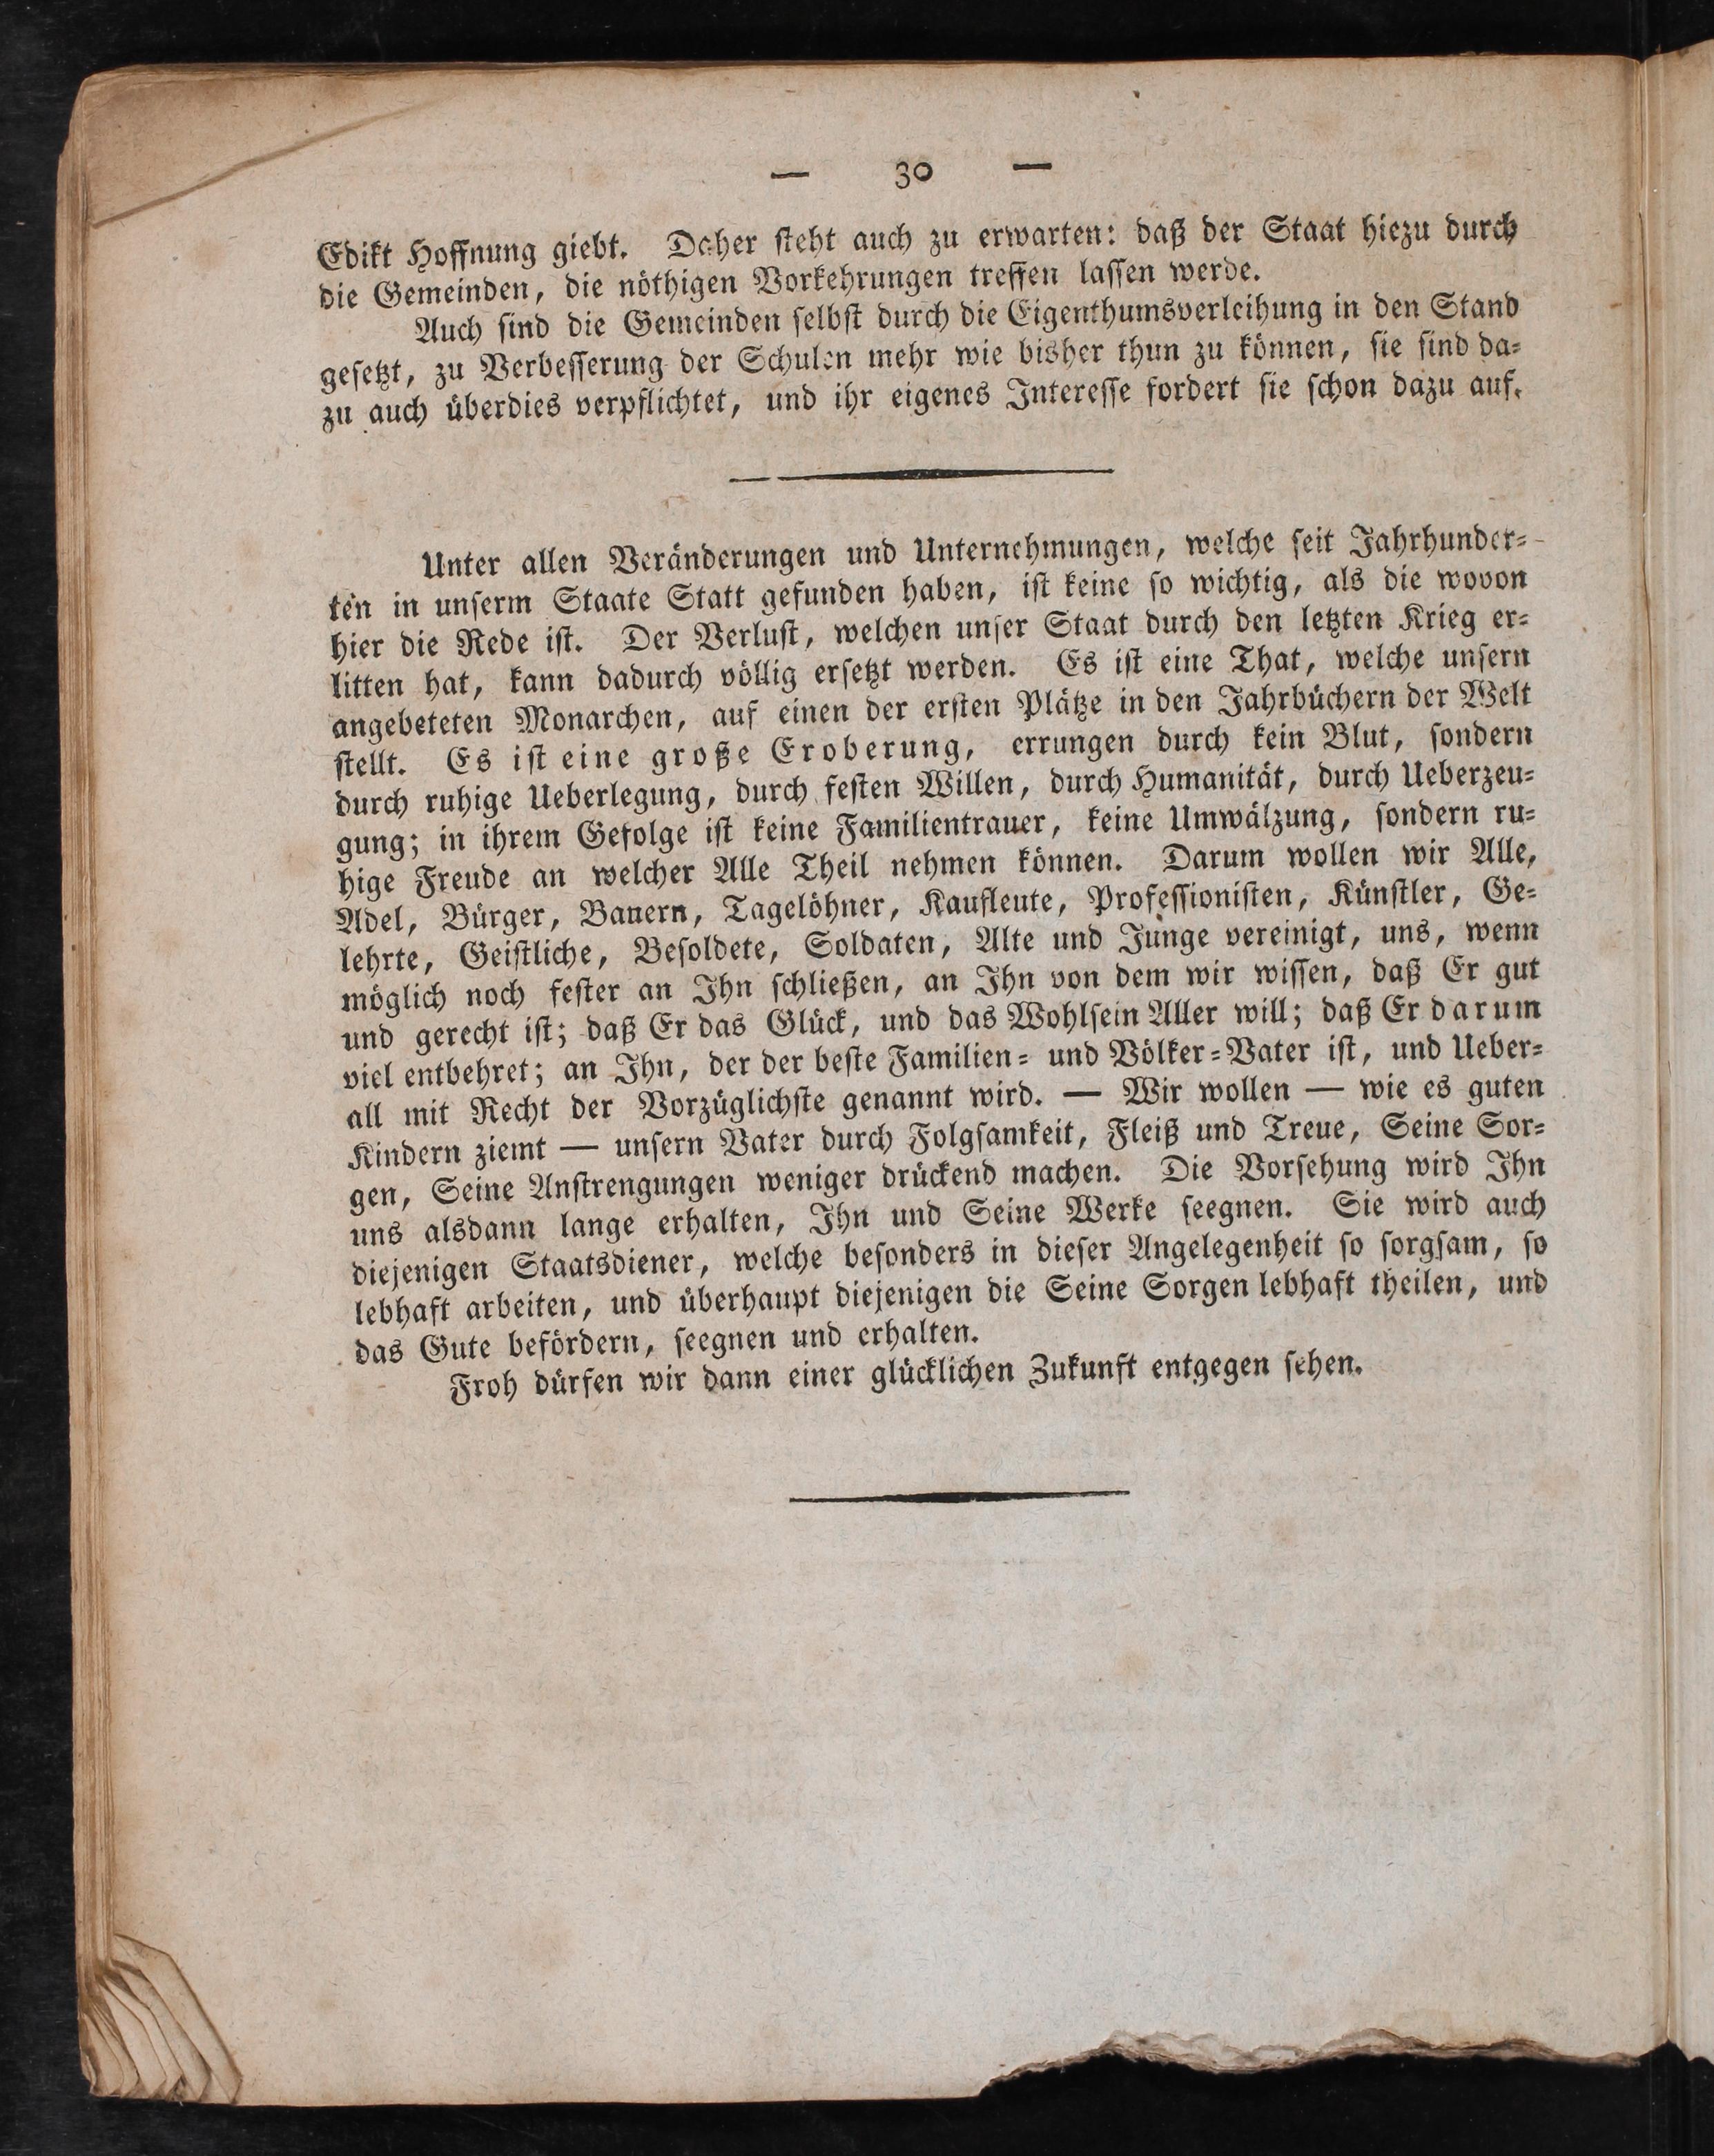 — 30 —
Edikt Hoffnung giebt. Daher steht auch zu erwarten: daß der Staat hiezu durch
die Gemeinden, die nöthigen Vorkehrungen treffen lassen werde.
Auch sind die Gemeinden selbst durch die Eigenthumsverleihung in den Stand
gesetzt, zu Verbesserung der Schulen mehr wie bisher thun zu können, sie sind da-
zu auch überdies verpflichtet, und ihr eigenes Interesse fordert sie schon dazu auf.
Unter allen Veränderungen und Unternehmungen, welche seit Jahrhunder-
ten in unserm Staate Statt gefunden haben, ist keine so wichtig, als die wovon
hier die Rede ist. Der Verlust, welchen unser Staat durch den letzten Krieg er-
litten hat, kann dadurch völlig ersetzt werden. Es ist eine That, welche unsern
angebeteten Monarchen, auf einen der ersten Plätze in den Jahrbüchern der Welt
stellt. Es ist eine große Eroberung, errungen durch kein Blut, sondern
durch ruhige Ueberlegung, durch festen Willen, durch Humanität, durch Ueberzeu-
gung; in ihrem Gefolge ist keine Familientrauer, keine Umwälzung, sondern ru-
hige Freude an welcher Alle Theil nehmen können. Darum wollen wir Alle,
Adel, Bürger, Bauern, Tagelöhner, Kaufleute, Professionisten, Künstler, Ge-
lehrte, Geistliche, Besoldete, Soldaten, Alte und Junge vereinigt, uns, wenn
möglich noch fester an Ihn schließen, an Ihn von dem wir wissen, daß Er gut
und gerecht ist; daß Er das Glück, und das Wohlsein Aller will; daß Er darum
viel entbehret; an Ihn, der der beste Familien- und Völker-Vater ist, und Ueber-
all mit Recht der Vorzüglichste genannt wird. — Wir wollen — wie es guten
Kindern ziemt — unsern Vater durch Folgsamkeit, Fleiß und Treue, Seine Sor-
gen, Seine Anstrengungen weniger drückend machen. Die Vorsehung wird Ihn
uns alsdann lange erhalten, Ihn und Seine Werke seegnen. Sie wird auch
diejenigen Staatsdiener, welche besonders in dieser Angelegenheit so sorgsam, so
lebhaft arbeiten, und überhaupt diejenigen die Seine Sorgen lebhaft theilen, und
das Gute befördern, seegnen und erhalten.
Froh dürfen wir dann einer glücklichen Zukunft entgegen sehen.